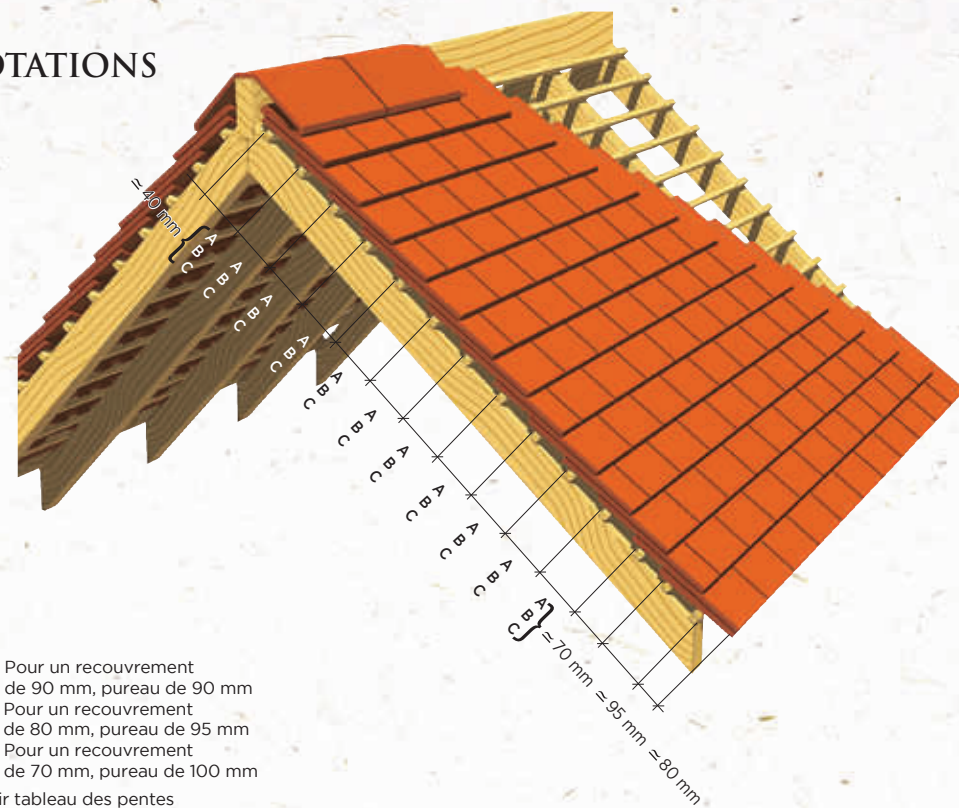 OTATIONS
≃ 40 mm
A B C
A B C
A B C
A B C
A B C
A B C
A B C
A B C
A B C
A B C
A B C
≃ 70 mm
≃ 95 mm
≃ 80 mm
Pour un recouvrement
de 90 mm, pureau de 90 mm
Pour un recouvrement
de 80 mm, pureau de 95 mm
Pour un recouvrement
de 70 mm, pureau de 100 mm
ir tableau des pentes